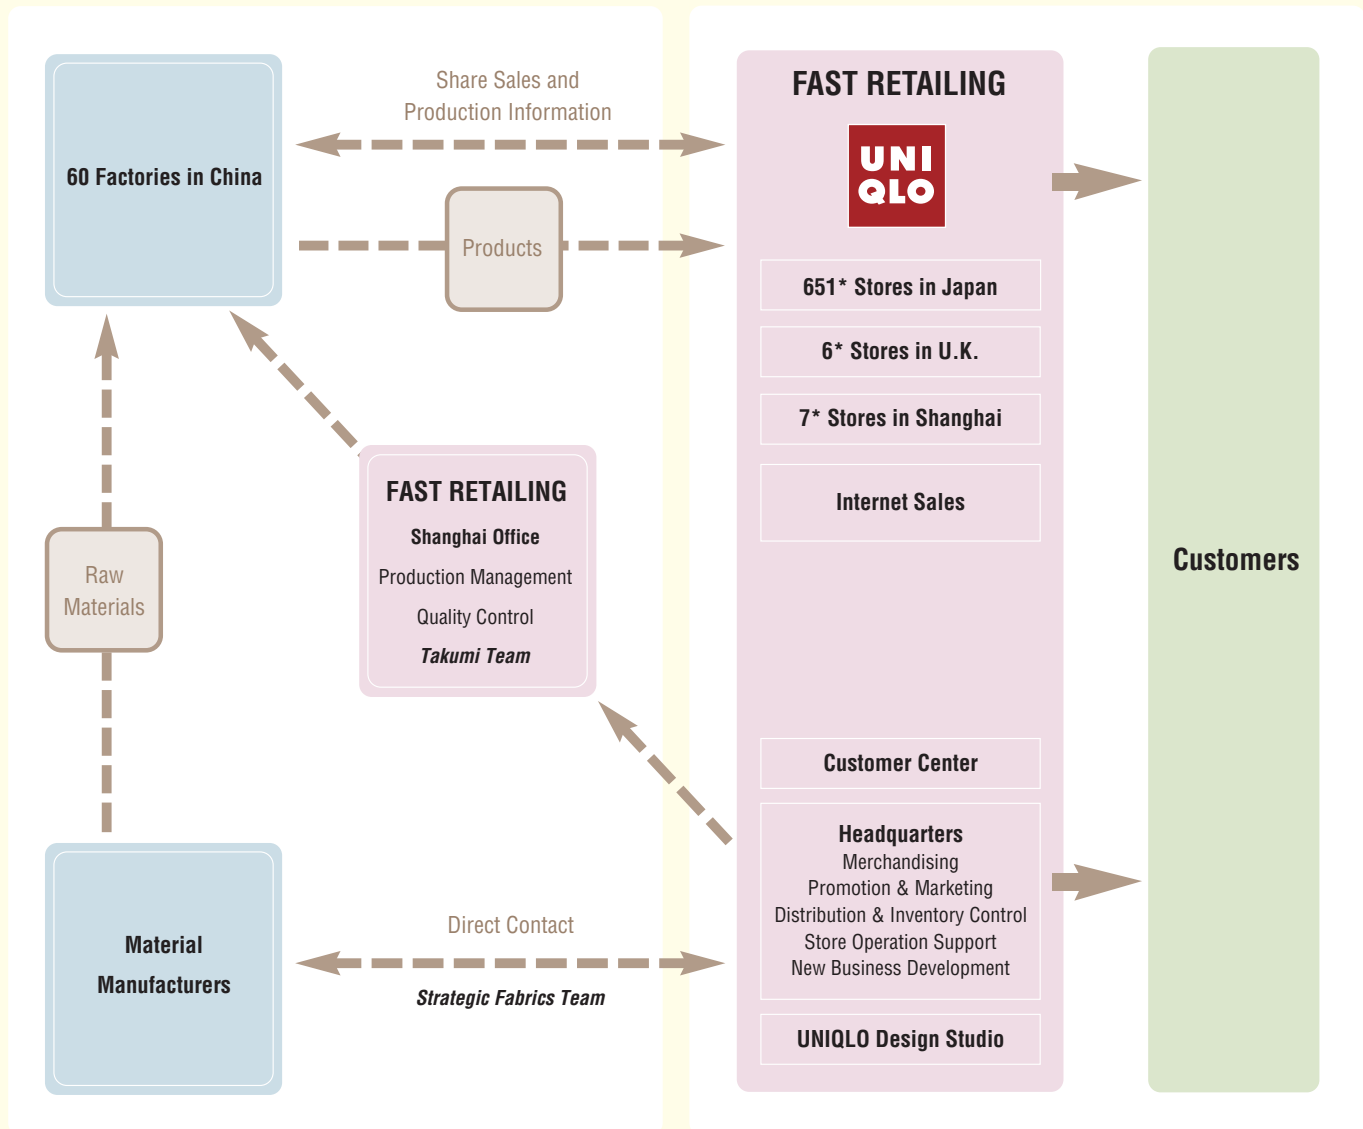 60 Factories in China
Share Sales and
Production Information
Products
Raw
Materials
FAST RETAILING
Shanghai Office
Production Management
Quality Control
Takumi Team
Material
Manufacturers
Direct Contact
Strategic Fabrics Team
FAST RETAILING
UNI
QLO
651* Stores in Japan
6* Stores in U.K.
7* Stores in Shanghai
Internet Sales
Customer Center
Headquarters
Merchandising
Promotion & Marketing
Distribution & Inventory Control
Store Operation Support
New Business Development
UNIQLO Design Studio
Customers